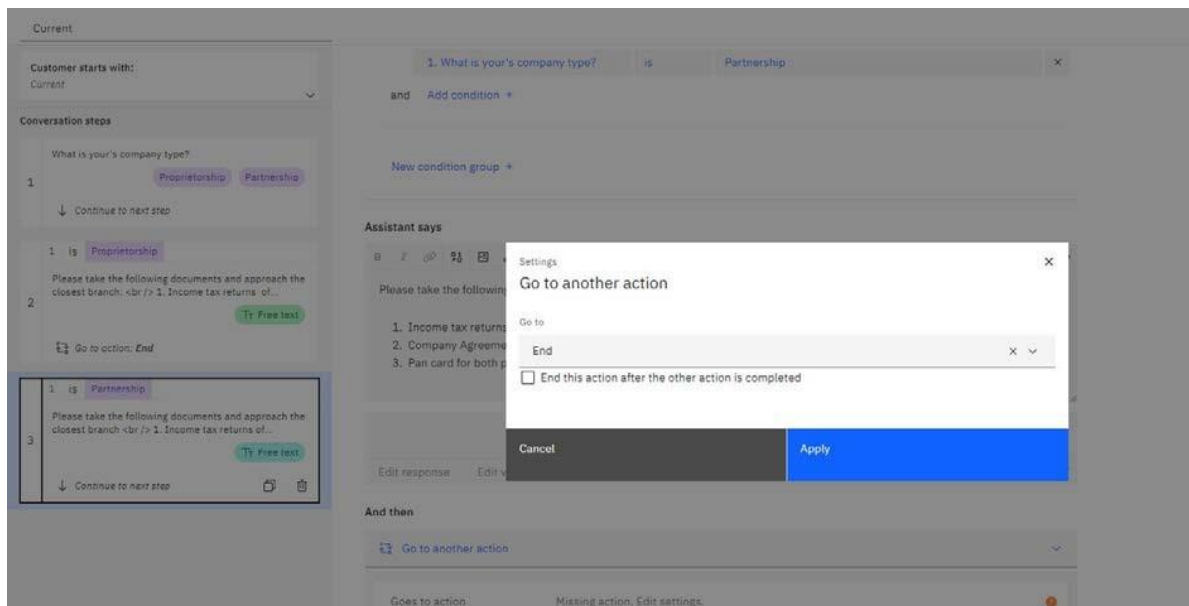 Current
Customer starts with:
Current
Conversation steps
1
What is your's company type?
Proprietorship Partnership
Continue to next step
2
1 is Proprietorship
Please take the following documents and approach the
closest branch: <br /> 1. Income tax returns of...
Free text
Go to action: End
3
1 is Partnership
Please take the following documents and approach the
closest branch <br /> 1. Income tax returns of...
Free text
Continue to next step
1. What is your's company type? is Partnership
and Add condition +
New condition group +
Assistant says
B I
Please take the following
1. Income tax returns
2. Company Agreeme
3. Pan card for both p
Edit response Edit v
And then
Go to another action
Goes to action Missing action. Edit settings.
Settings
Go to another action
Go to
End
End this action after the other action is completed
Cancel Apply